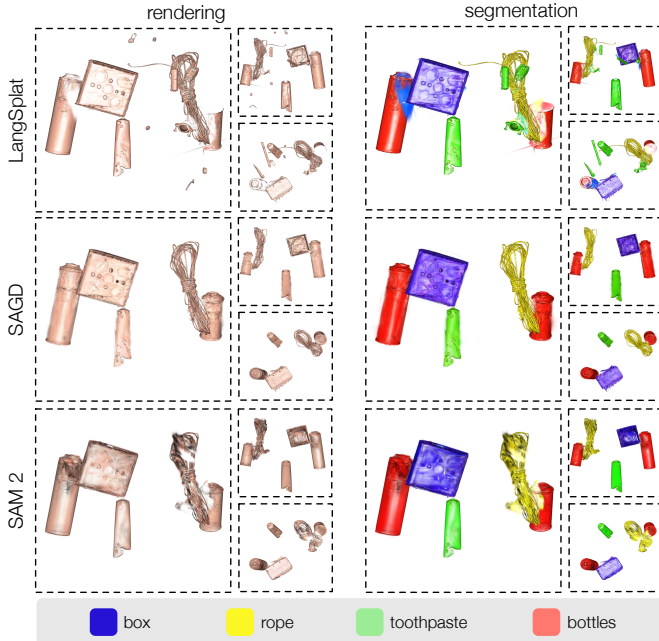 rendering
segmentation
LangSplat
SAGD
SAM 2
box
rope
toothpaste
bottles